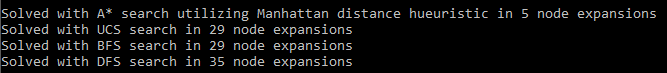 Solved with A* search utilizing Manhattan distance hueuristic in 5 node expansions
Solved with UCS search in 29 node expansions
Solved with BFS search in 29 node expansions
Solved with DFS search in 35 node expansions